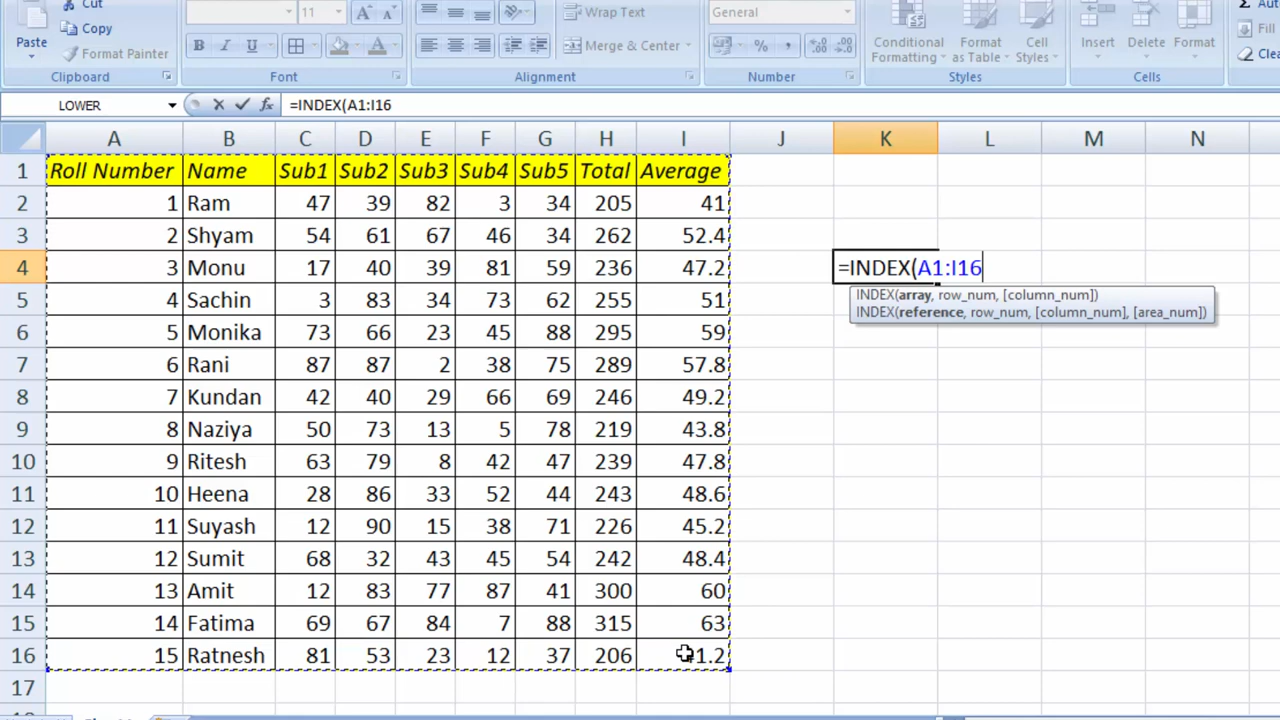 Cut
Copy
Format Painter
Paste
Clipboard
11
A A
B I U A
Font
Wrap Text
Merge & Center
Alignment
General
% ,
Number
Conditional Formatting
Format as Table
Cell Styles
Styles
Insert Delete Format
Cells
Fill
LOWER fx =INDEX(A1:I16
A B C D E F G H I J K L M N
1 Roll Number Name Sub1 Sub2 Sub3 Sub4 Sub5 Total Average
2 1 Ram 47 39 82 3 34 205 41
3 2 Shyam 54 61 67 46 34 262 52.4
4 3 Monu 17 40 39 81 59 236 47.2 =INDEX(A1:I16
INDEX(array, row_num, [column_num])
INDEX(reference, row_num, [column_num], [area_num])
5 4 Sachin 3 83 34 73 62 255 51
6 5 Monika 73 66 23 45 88 295 59
7 6 Rani 87 87 2 38 75 289 57.8
8 7 Kundan 42 40 29 66 69 246 49.2
9 8 Naziya 50 73 13 5 78 219 43.8
10 9 Ritesh 63 79 8 42 47 239 47.8
11 10 Heena 28 86 33 52 44 243 48.6
12 11 Suyash 12 90 15 38 71 226 45.2
13 12 Sumit 68 32 43 45 54 242 48.4
14 13 Amit 12 83 77 87 41 300 60
15 14 Fatima 69 67 84 7 88 315 63
16 15 Ratnesh 81 53 23 12 37 206
17